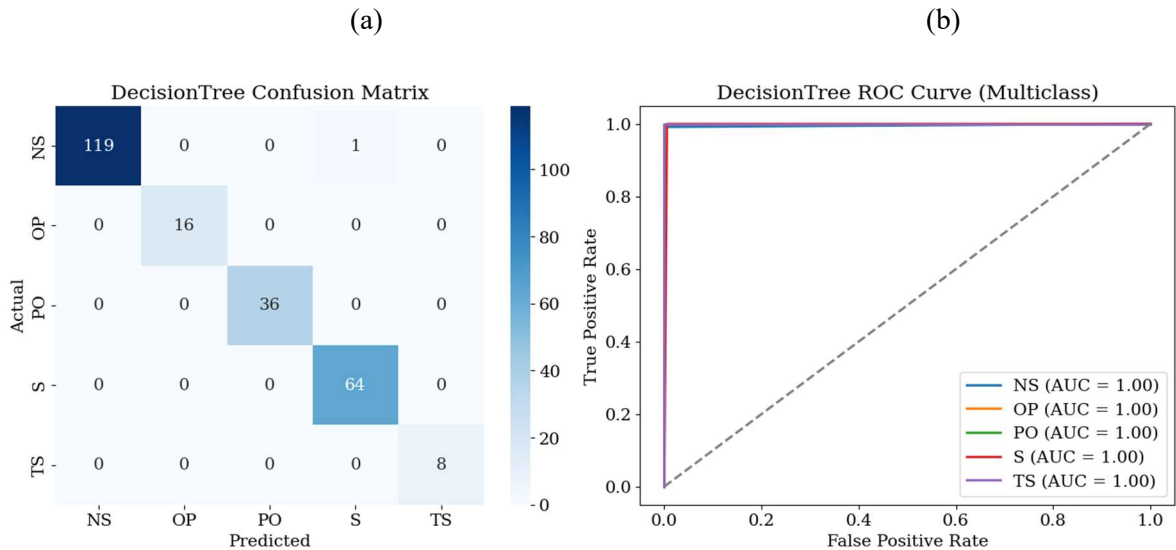 (a)
(b)
DecisionTree Confusion Matrix
NS 119 0 0 1 0
OP 0 16 0 0 0
PO 0 0 36 0 0
S 0 0 0 64 0
TS 0 0 0 0 8
NS OP PO S TS
Actual
Predicted
100
80
60
40
20
0
DecisionTree ROC Curve (Multiclass)
1.0
0.8
0.6
0.4
0.2
0.0
True Positive Rate
NS (AUC = 1.00)
OP (AUC = 1.00)
PO (AUC = 1.00)
S (AUC = 1.00)
TS (AUC = 1.00)
0.0 0.2 0.4 0.6 0.8 1.0
False Positive Rate